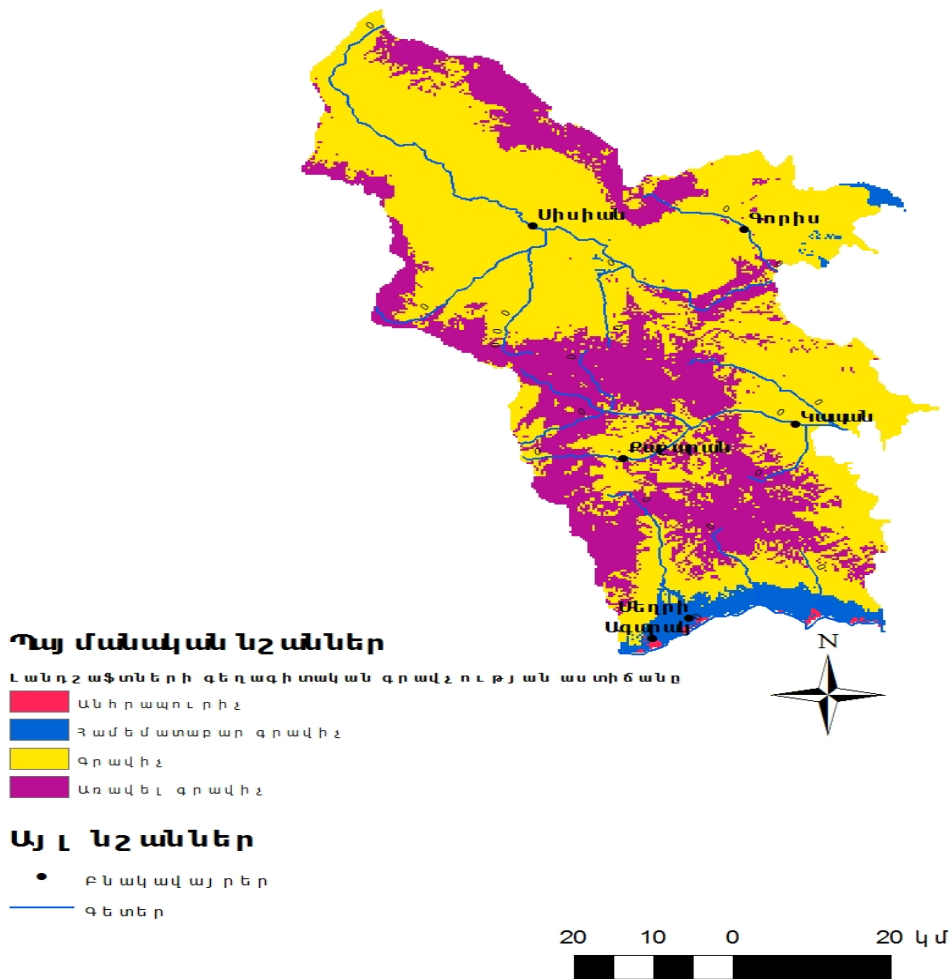 Սիսիան
Գորիս
Կապան
Քաջարան
Մեղրի
Ագարակ
N
Պայմանական նշաններ
Լանդշաֆտների գեղագիտական գրավչության աստիճանը
Անհրապուրիչ
Համեմատաբար գրավիչ
Գրավիչ
Առավել գրավիչ
Այլ նշաններ
Բնակավայրեր
Գետեր
20 10 0 20 կմ